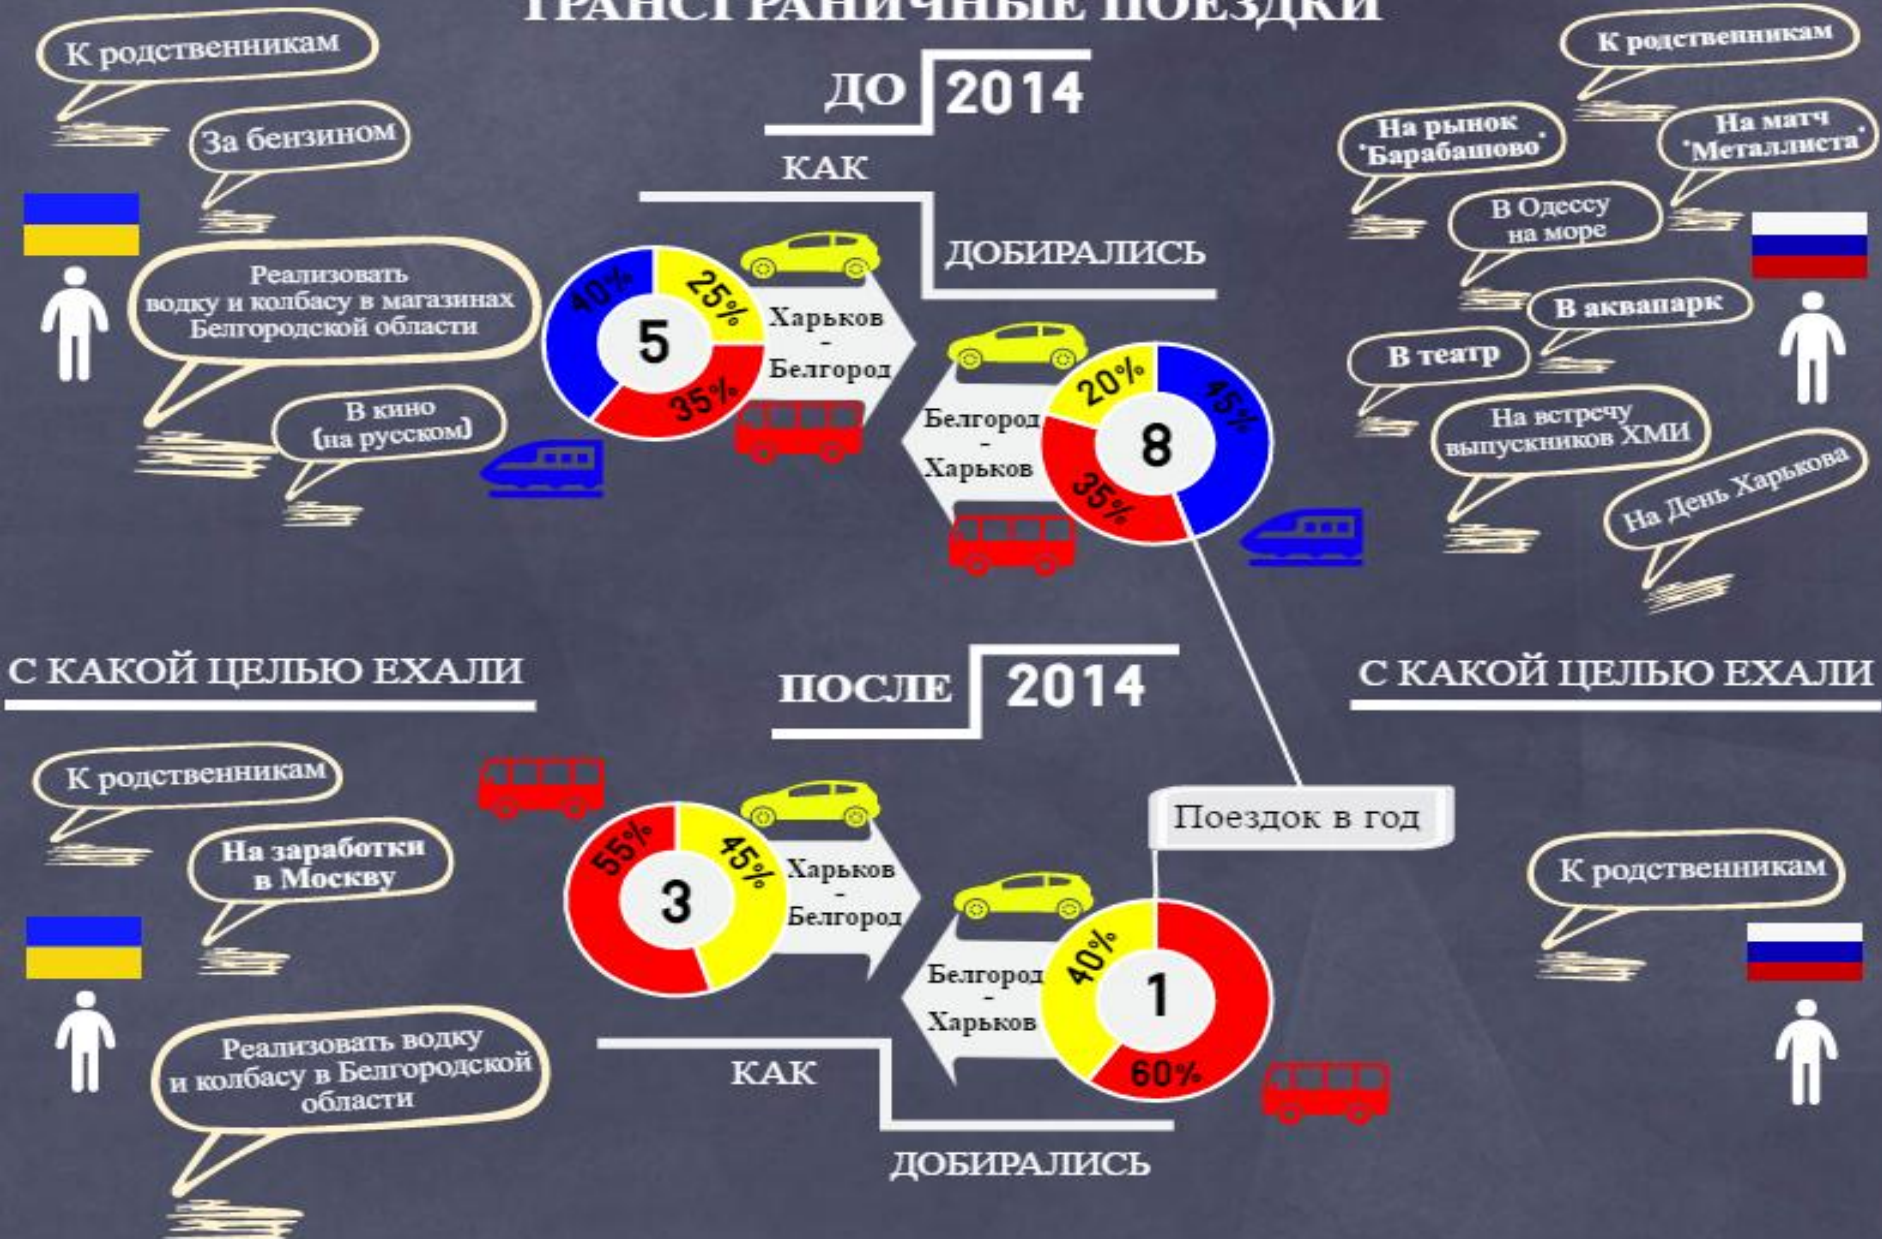 ТРАНСГРАНИЧНЫЕ ПОЕЗДКИ
ДО 2014
КАК
ДОБИРАЛИСЬ
К родственникам
За бензином
Реализовать
водку и колбасу в магазинах
Белгородской области
В кино
(на русском)
40%
25%
35%
5
Харьков
-
Белгород
Белгород
-
Харьков
20%
45%
35%
8
К родственникам
На рынок
"Барабашово"
На матч
"Металлиста"
В Одессу
на море
В аквапарк
В театр
На встречу
выпускников ХМИ
На День Харькова
С КАКОЙ ЦЕЛЬЮ ЕХАЛИ
ПОСЛЕ 2014
С КАКОЙ ЦЕЛЬЮ ЕХАЛИ
К родственникам
На заработки
в Москву
Реализовать водку
и колбасу в Белгородской
области
55%
45%
3
Харьков
-
Белгород
Поездок в год
Белгород
-
Харьков
40%
60%
1
К родственникам
КАК
ДОБИРАЛИСЬ